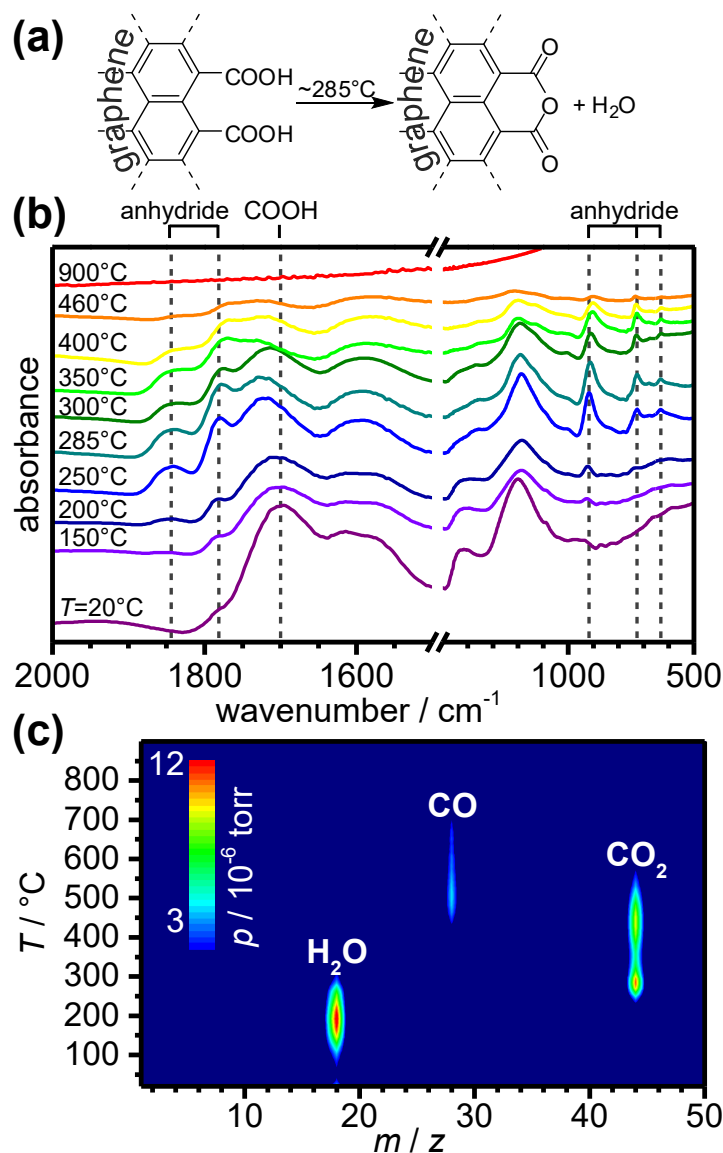 (a)
graphene
COOH
COOH
~285°C
graphene
O
O
O
+ H₂O
(b)
anhydride
COOH
anhydride
900°C
460°C
400°C
350°C
300°C
285°C
250°C
200°C
150°C
T=20°C
absorbance
2000 1800 1600 1000 500
wavenumber / cm⁻¹
(c)
12
3
p / 10⁻⁶ torr
CO
CO₂
H₂O
800
700
600
500
400
300
200
100
T / °C
10 20 30 40 50
m / z